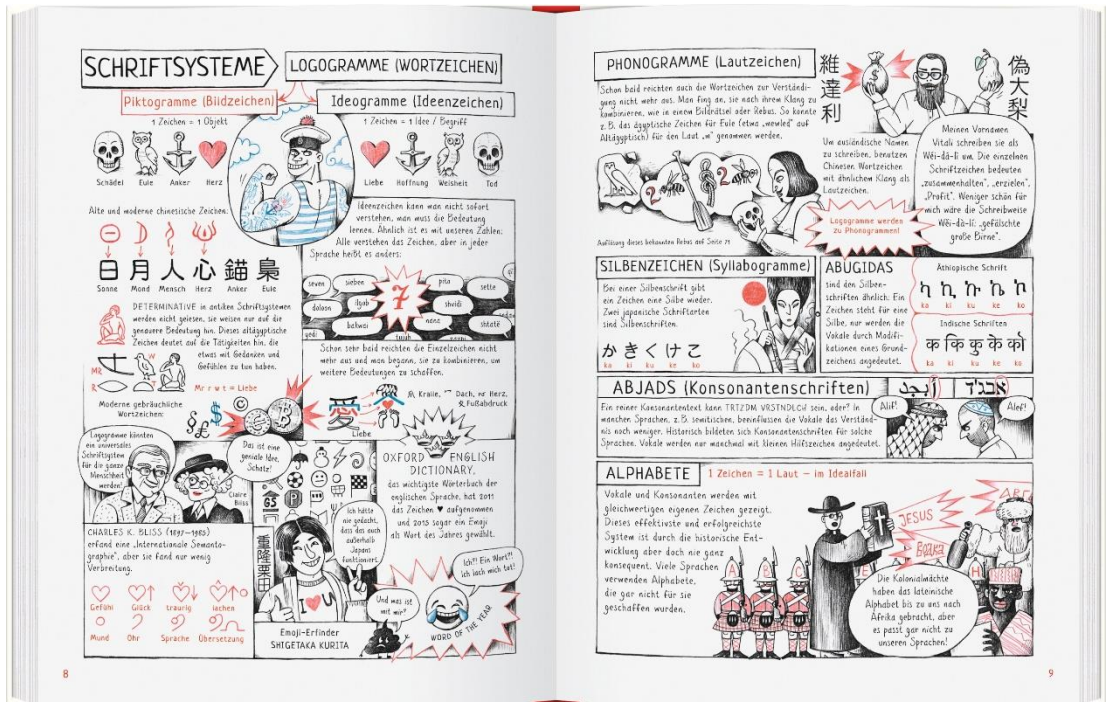 SCHRIFTSYSTEME
LOGOGRAMME (WORTZEICHEN)
Piktogramme (Bildzeichen)
Ideogramme (Ideenzeichen)
1 Zeichen = 1 Objekt
1 Zeichen = 1 Idee / Begriff
Schädel Eule Anker Herz
Liebe Hoffnung Weisheit Tod
Alte und moderne chinesische Zeichen:
日 月 人 心 錨 梟
Sonne Mond Mensch Herz Anker Eule
Ideenzeichen kann man nicht sofort
verstehen, man muss die Bedeutung
lernen. Ähnlich ist es mit unseren Zahlen:
Alle verstehen das Zeichen, aber in jeder
Sprache heißt es anders:
seven
sieben
pita
sette
dolosn
ilgob
7
shvidi
bakwai
nana
shtatë
yedi
DETERMINATIVE in antiken Schriftsystemen
werden nicht gelesen, sie weisen nur auf die
genauere Bedeutung hin. Dieses altägyptische
Zeichen deutet auf die Tätigkeiten hin, die
etwas mit Gedanken und
Gefühlen zu tun haben.
MR
W
R
T
Mr r w t = Liebe
Schon sehr bald reichten die Einzelzeichen nicht
mehr aus und man begann, sie zu kombinieren, um
weitere Bedeutungen zu schaffen.
愛
Liebe
Kralle, Dach, Herz,
Fußabdruck
Moderne gebräuchliche
Wortzeichen:
§ £ $ © € ₿
Logogramme könnten
ein universales
Schriftsystem
für die ganze
Menschheit
werden!
Das ist eine
geniale Idee,
Schatz!
Claire
Bliss
CHARLES K. BLISS (1897–1985)
erfand eine „Internationale Semanto-
graphie“, aber sie fand nur wenig
Verbreitung.
Gefühl Glück traurig lachen
Mund Ohr Sprache Übersetzung
重隆栗田
Ich hätte
nie gedacht,
dass das auch
außerhalb
Japans
funktioniert.
I ♥ U
Emoji-Erfinder
SHIGETAKA KURITA
OXFORD ENGLISH
DICTIONARY,
das wichtigste Wörterbuch der
englischen Sprache, hat 2011
das Zeichen ♥ aufgenommen
und 2015 sogar ein Emoji
als Wort des Jahres gewählt.
Ich?! Ein Wort?!
Ich lach mich tot!
Und was ist
mit mir?
WORD OF THE YEAR
8
PHONOGRAMME (Lautzeichen)
Schon bald reichten auch die Wortzeichen zur Verständi-
gung nicht mehr aus. Man fing an, sie nach ihrem Klang zu
kombinieren, wie in einem Bildrätsel oder Rebus. So konnte
z. B. das ägyptische Zeichen für Eule (etwa „mewled“ auf
Altägyptisch) für den Laut „m“ genommen werden.
2 2
Auflösung dieses bekannten Rebus auf Seite 71
維達利
$
偽大梨
Um ausländische Namen
zu schreiben, benutzen
Chinesen Wortzeichen
mit ähnlichem Klang als
Lautzeichen.
Logogramme werden
zu Phonogrammen!
Meinen Vornamen
Vitali schreiben sie als
Wéi-dá-lì um. Die einzelnen
Schriftzeichen bedeuten
„zusammenhalten“, „erzielen“,
„Profit“. Weniger schön für
mich wäre die Schreibweise
Wěi-dà-lí: „gefälschte
große Birne“.
SILBENZEICHEN (Syllabogramme)
Bei einer Silbenschrift gibt
ein Zeichen eine Silbe wieder.
Zwei japanische Schriftarten
sind Silbenschriften.
か き く け こ
ka ki ku ke ko
ABUGIDAS
sind den Silben-
schriften ähnlich: Ein
Zeichen steht für eine
Silbe, nur werden die
Vokale durch Modifi-
kationen eines Grund-
zeichens angedeutet.
Äthiopische Schrift
ካ ኪ ኩ ኬ ኮ
ka ki ku ke ko
Indische Schriften
क कि कु के को
ka ki ku ke ko
ABJADS (Konsonantenschriften)
أبجد
אבג'ד
Ein reiner Konsonantentext kann TRTZDM VRSTNDLCH sein, oder? In
manchen Sprachen, z. B. semitischen, beeinflussen die Vokale das Verständ-
nis noch weniger. Historisch bildeten sich Konsonantenschriften für solche
Sprachen. Vokale werden nur manchmal mit kleinen Hilfszeichen angedeutet.
Alif!
Alef!
ALPHABETE
1 Zeichen = 1 Laut – im Idealfall
Vokale und Konsonanten werden mit
gleichwertigen eigenen Zeichen gezeigt.
Dieses effektivste und erfolgreichste
System ist durch die historische Ent-
wicklung aber doch nie ganz
konsequent. Viele Sprachen
verwenden Alphabete,
die gar nicht für sie
geschaffen wurden.
A B C
JESUS
Водка
H
Die Kolonialmächte
haben das lateinische
Alphabet bis zu uns nach
Afrika gebracht, aber
es passt gar nicht zu
unseren Sprachen!
9